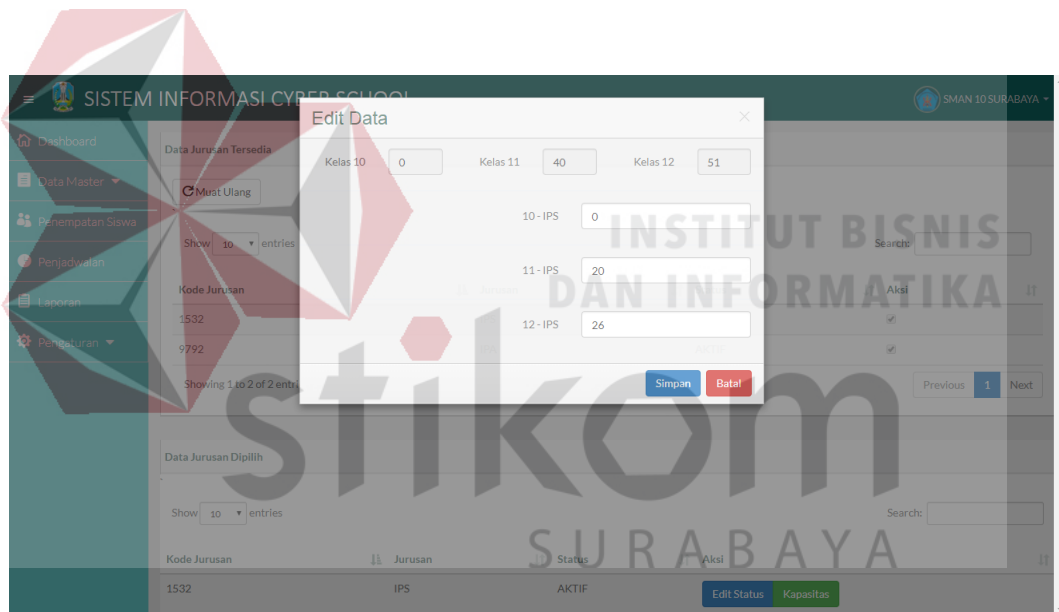 SISTEM INFORMASI CYBER SCHOOL
SMAN 10 SURABAYA
Edit Data
Dashboard
Data Master
Penempatan Siswa
Penjadwalan
Laporan
Pengaturan
Data Jurusan Tersedia
Kelas 10 0 Kelas 11 40 Kelas 12 51
Muat Ulang
10 - IPS 0
11 - IPS 20
12 - IPS 26
Show 10 entries
Search:
Kode Jurusan Jurusan Aksi
1532
9792 IPA AKTIF
Showing 1 to 2 of 2 entri
Simpan Batal
Previous 1 Next
INSTITUT BISNIS
DAN INFORMATIKA
stikom
SURABAYA
Data Jurusan Dipilih
Show 10 entries
Search:
Kode Jurusan Jurusan Status Aksi
1532 IPS AKTIF Edit Status Kapasitas